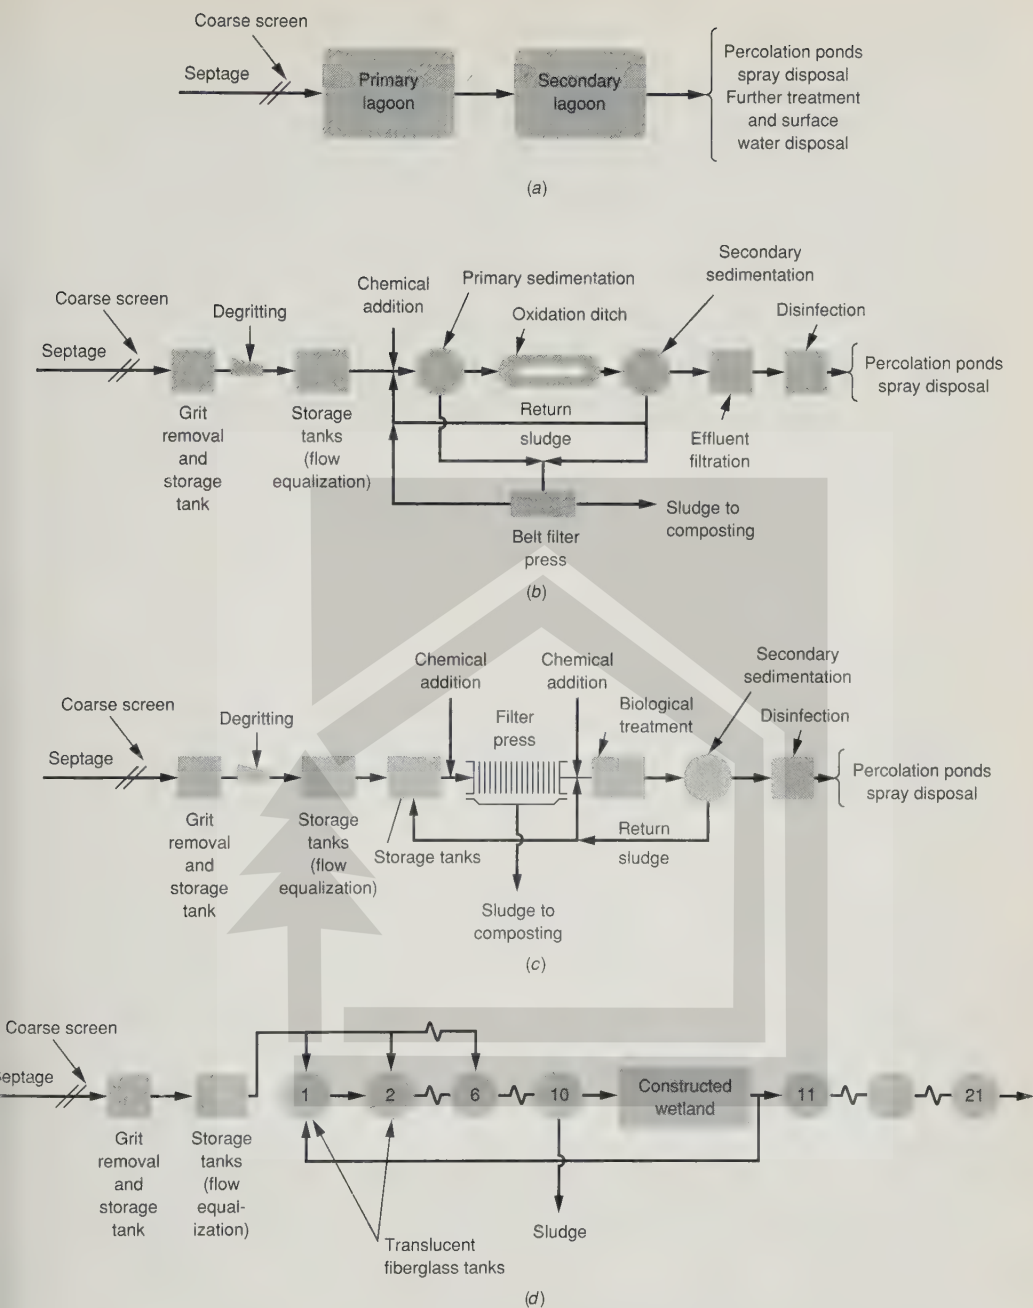 Coarse screen
Septage
Primary
lagoon
Secondary
lagoon
Percolation ponds
spray disposal
Further treatment
and surface
water disposal
(a)
Coarse screen
Septage
Degritting
Chemical
addition
Primary sedimentation
Oxidation ditch
Secondary
sedimentation
Disinfection
Percolation ponds
spray disposal
Grit
removal
and
storage
tank
Storage
tanks
(flow
equalization)
Return
sludge
Effluent
filtration
Sludge to
composting
Belt filter
press
(b)
Coarse screen
Septage
Degritting
Chemical
addition
Filter
press
Chemical
addition
Biological
treatment
Secondary
sedimentation
Disinfection
Percolation ponds
spray disposal
Grit
removal
and
storage
tank
Storage
tanks
(flow
equalization)
Storage tanks
Return
sludge
Sludge to
composting
(c)
Coarse screen
eptage
1
2
6
10
Constructed
wetland
11
21
Grit
removal
and
storage
tank
Storage
tanks
(flow
equal-
ization)
Sludge
Translucent
fiberglass tanks
(d)